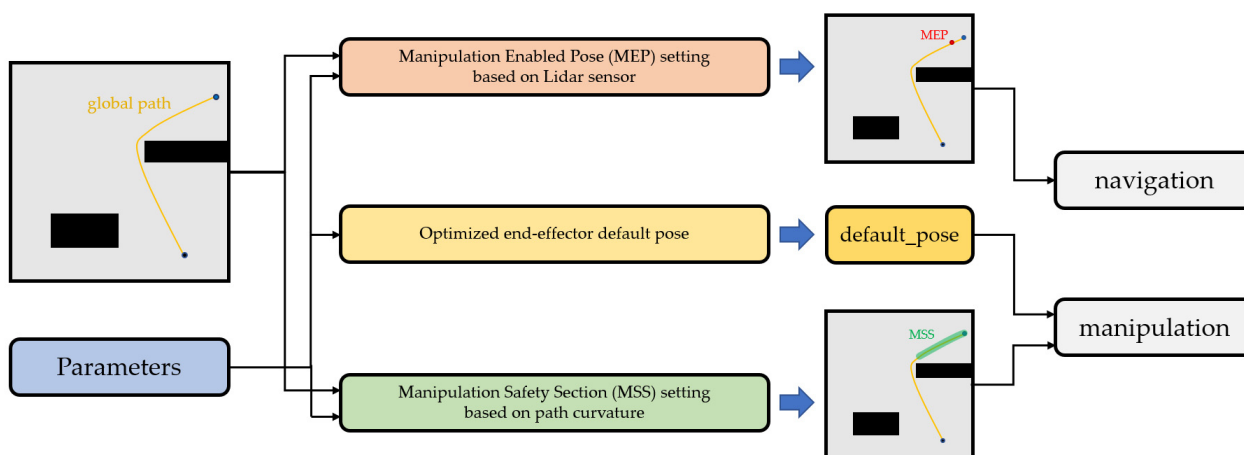 global path
Parameters
Manipulation Enabled Pose (MEP) setting
based on Lidar sensor
Optimized end-effector default pose
Manipulation Safety Section (MSS) setting
based on path curvature
MEP
default_pose
MSS
navigation
manipulation